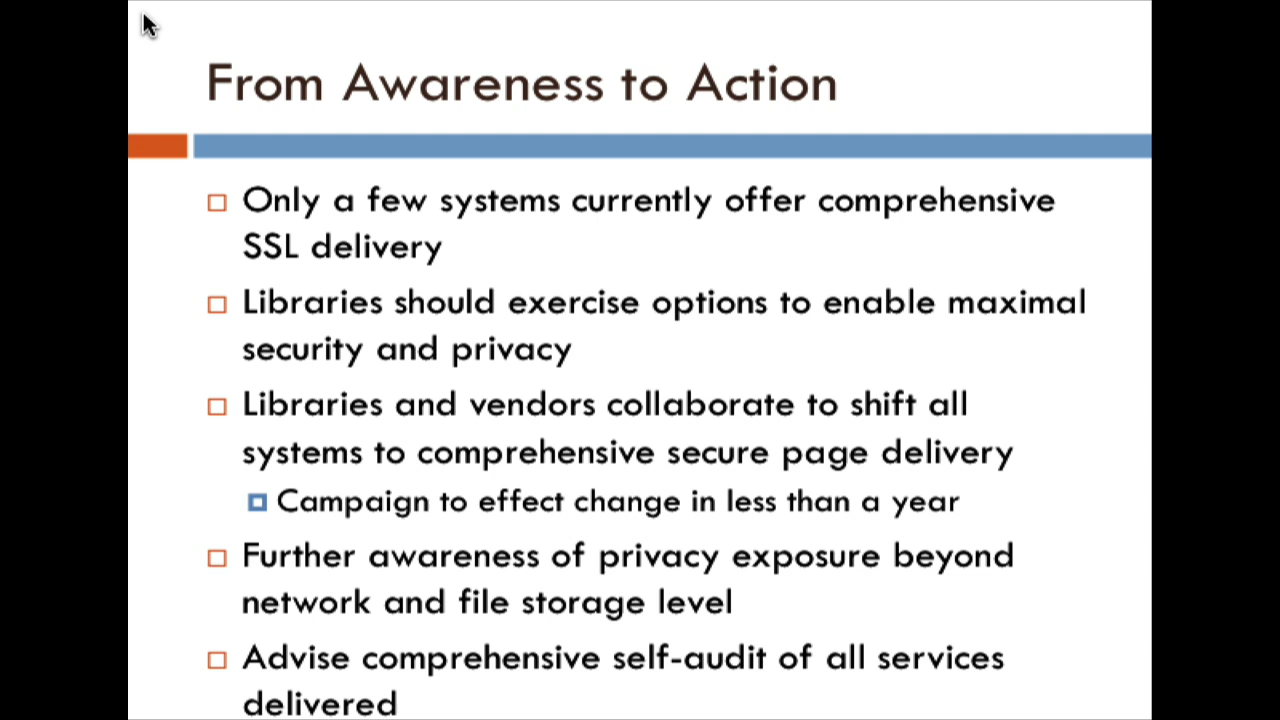 From Awareness to Action
Only a few systems currently offer comprehensive
SSL delivery
Libraries should exercise options to enable maximal
security and privacy
Libraries and vendors collaborate to shift all
systems to comprehensive secure page delivery
Campaign to effect change in less than a year
Further awareness of privacy exposure beyond
network and file storage level
Advise comprehensive self-audit of all services
delivered